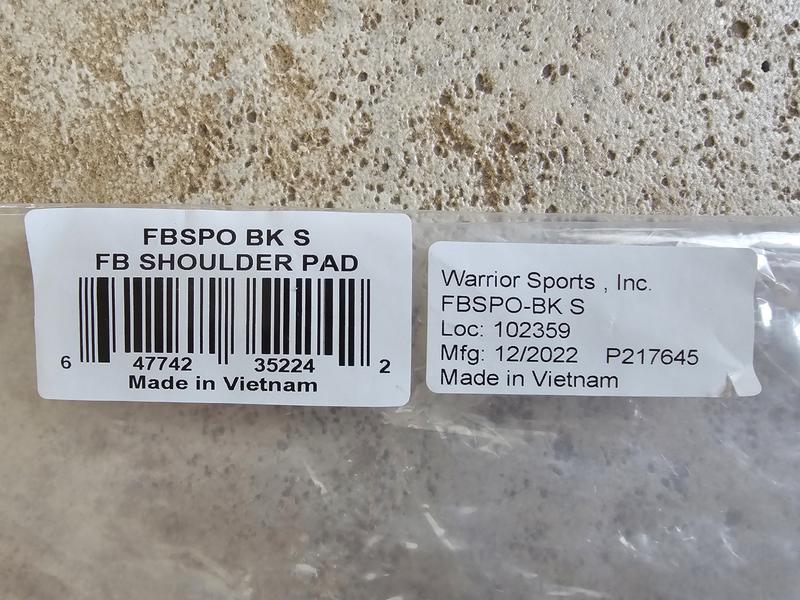 FBSPO BK S
FB SHOULDER PAD
6 47742 35224 2
Made in Vietnam
Warrior Sports , Inc.
FBSPO-BK S
Loc: 102359
Mfg: 12/2022 P217645
Made in Vietnam